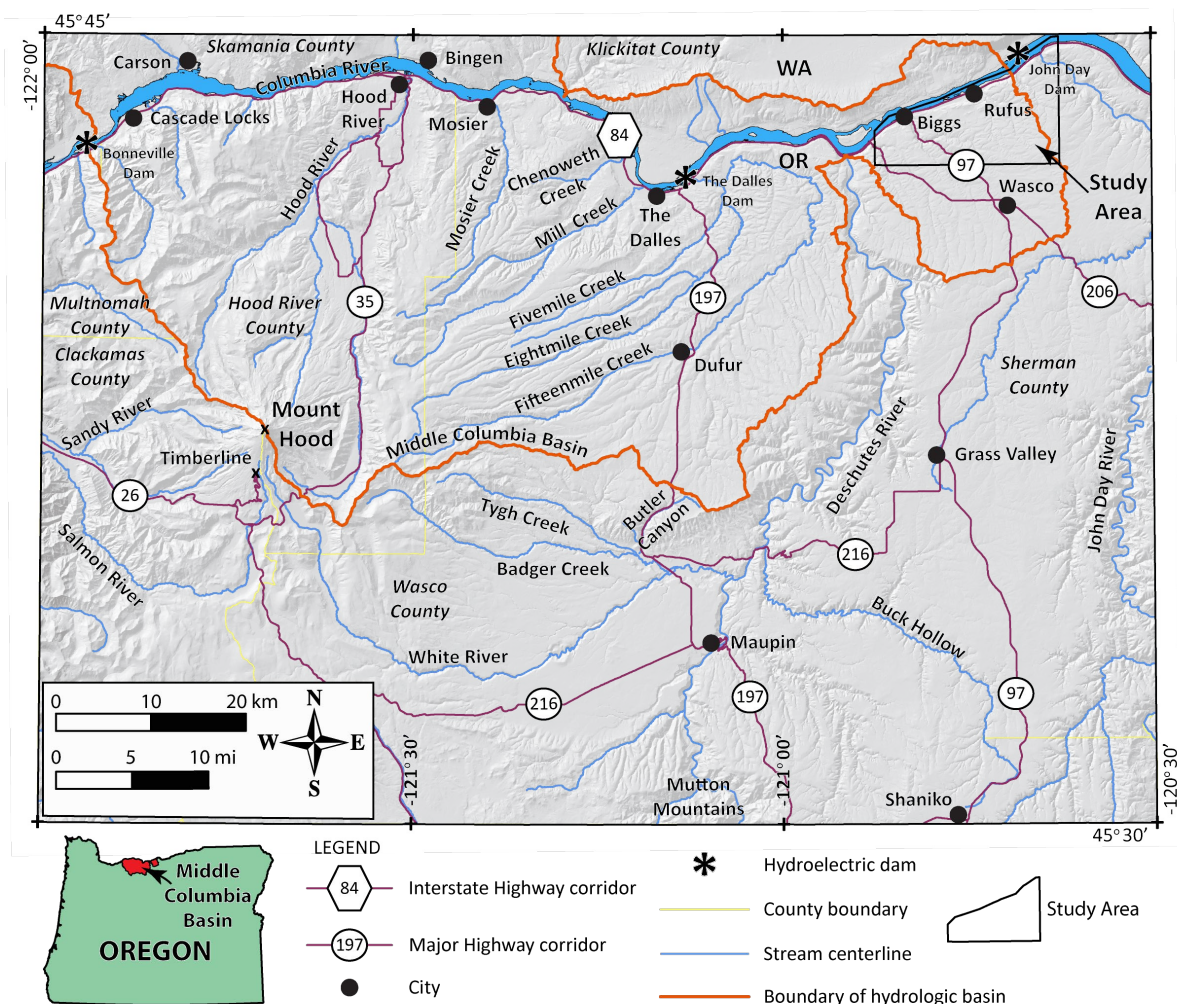 45°45′
-122°00′
Skamania County
Carson
Bingen
Klickitat County
WA
Columbia River
John Day
Dam
Hood
River
Rufus
Cascade Locks
Mosier
Biggs
84
Bonneville
Dam
OR
97
Chenoweth
Creek
The Dalles
Dam
Wasco
Study
Area
Hood River
Mosier Creek
Mill Creek
The
Dalles
Multnomah
County
Hood River
County
35
Fivemile Creek
197
206
Clackamas
County
Eightmile Creek
Dufur
Sherman
County
Fifteenmile Creek
Sandy River
Mount
Hood
Middle Columbia Basin
Timberline
Deschutes River
Grass Valley
John Day River
26
Tygh Creek
Butler
Canyon
216
Salmon River
Badger Creek
Wasco
County
Buck Hollow
Maupin
White River
216
197
97
0 10 20 km
0 5 10 mi
N
W E
S
-121°30′
-121°00′
-120°30′
Mutton
Mountains
Shaniko
45°30′
Middle
Columbia
Basin
OREGON
LEGEND
84
Interstate Highway corridor
197
Major Highway corridor
City
Hydroelectric dam
County boundary
Stream centerline
Boundary of hydrologic basin
Study Area